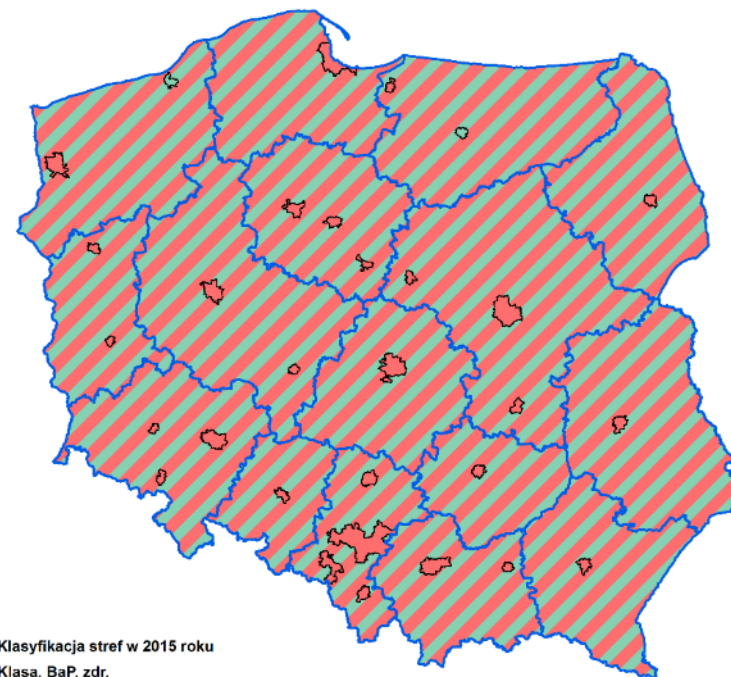 Klasyfikacja stref w 2015 roku
Klasa, BaP, zdr.